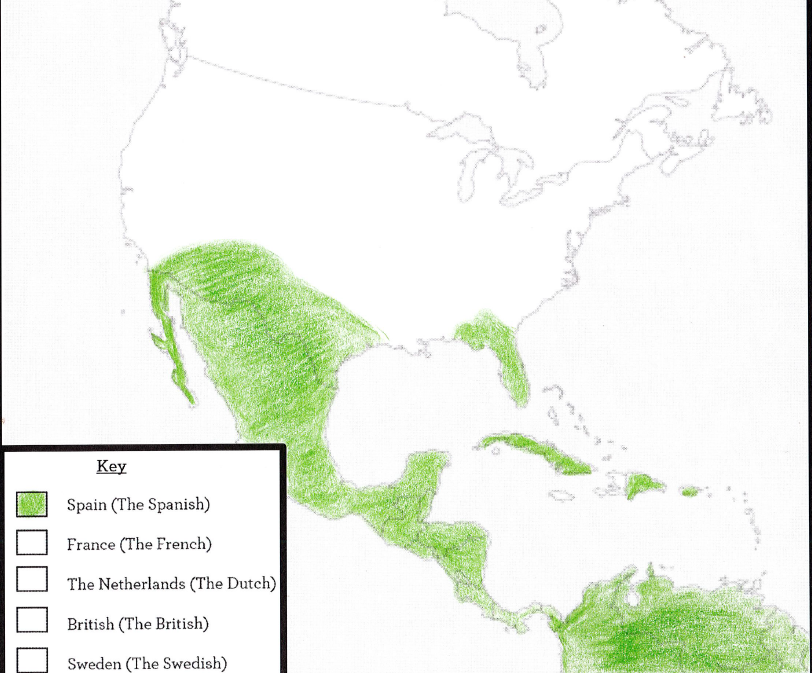 Key
Spain (The Spanish)
France (The French)
The Netherlands (The Dutch)
British (The British)
Sweden (The Swedish)